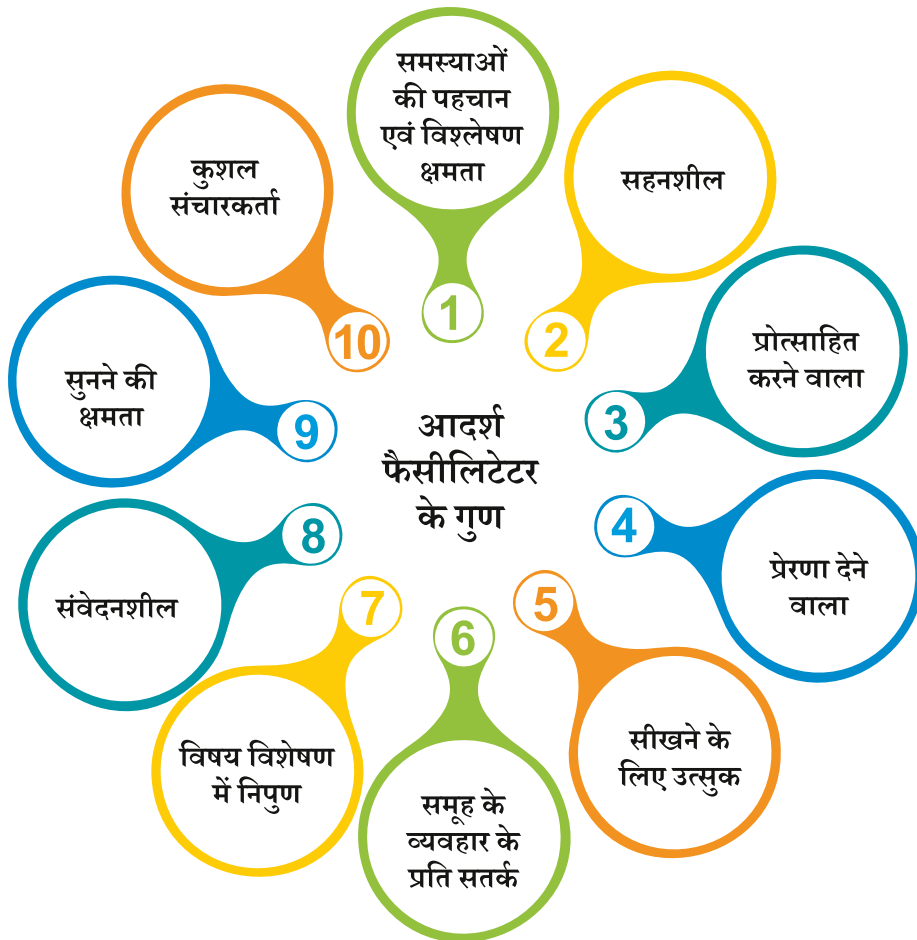 आदर्श
फैसीलिटेटर
के गुण
1
समस्याओं
की पहचान
एवं विश्लेषण
क्षमता
2
सहनशील
3
प्रोत्साहित
करने वाला
4
प्रेरणा देने
वाला
5
सीखने के
लिए उत्सुक
6
समूह के
व्यवहार के
प्रति सतर्क
7
विषय विशेषण
में निपुण
8
संवेदनशील
9
सुनने की
क्षमता
10
कुशल
संचारकर्ता